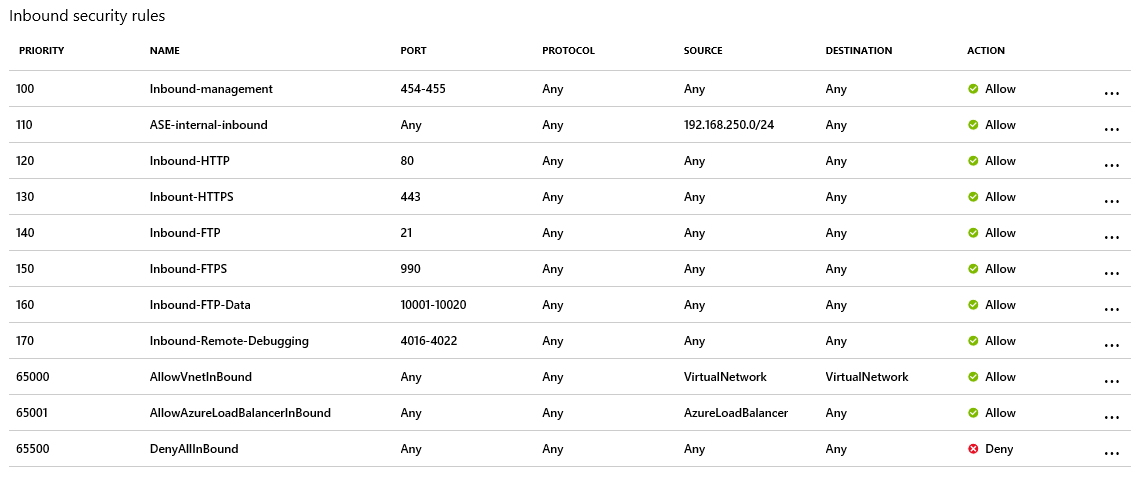 Inbound security rules
PRIORITY NAME PORT PROTOCOL SOURCE DESTINATION ACTION
100 Inbound-management 454-455 Any Any Any Allow ...
110 ASE-internal-inbound Any Any 192.168.250.0/24 Any Allow ...
120 Inbound-HTTP 80 Any Any Any Allow ...
130 Inbount-HTTPS 443 Any Any Any Allow ...
140 Inbound-FTP 21 Any Any Any Allow ...
150 Inbound-FTPS 990 Any Any Any Allow ...
160 Inbound-FTP-Data 10001-10020 Any Any Any Allow ...
170 Inbound-Remote-Debugging 4016-4022 Any Any Any Allow ...
65000 AllowVnetInBound Any Any VirtualNetwork VirtualNetwork Allow ...
65001 AllowAzureLoadBalancerInBound Any Any AzureLoadBalancer Any Allow ...
65500 DenyAllInBound Any Any Any Any Deny ...